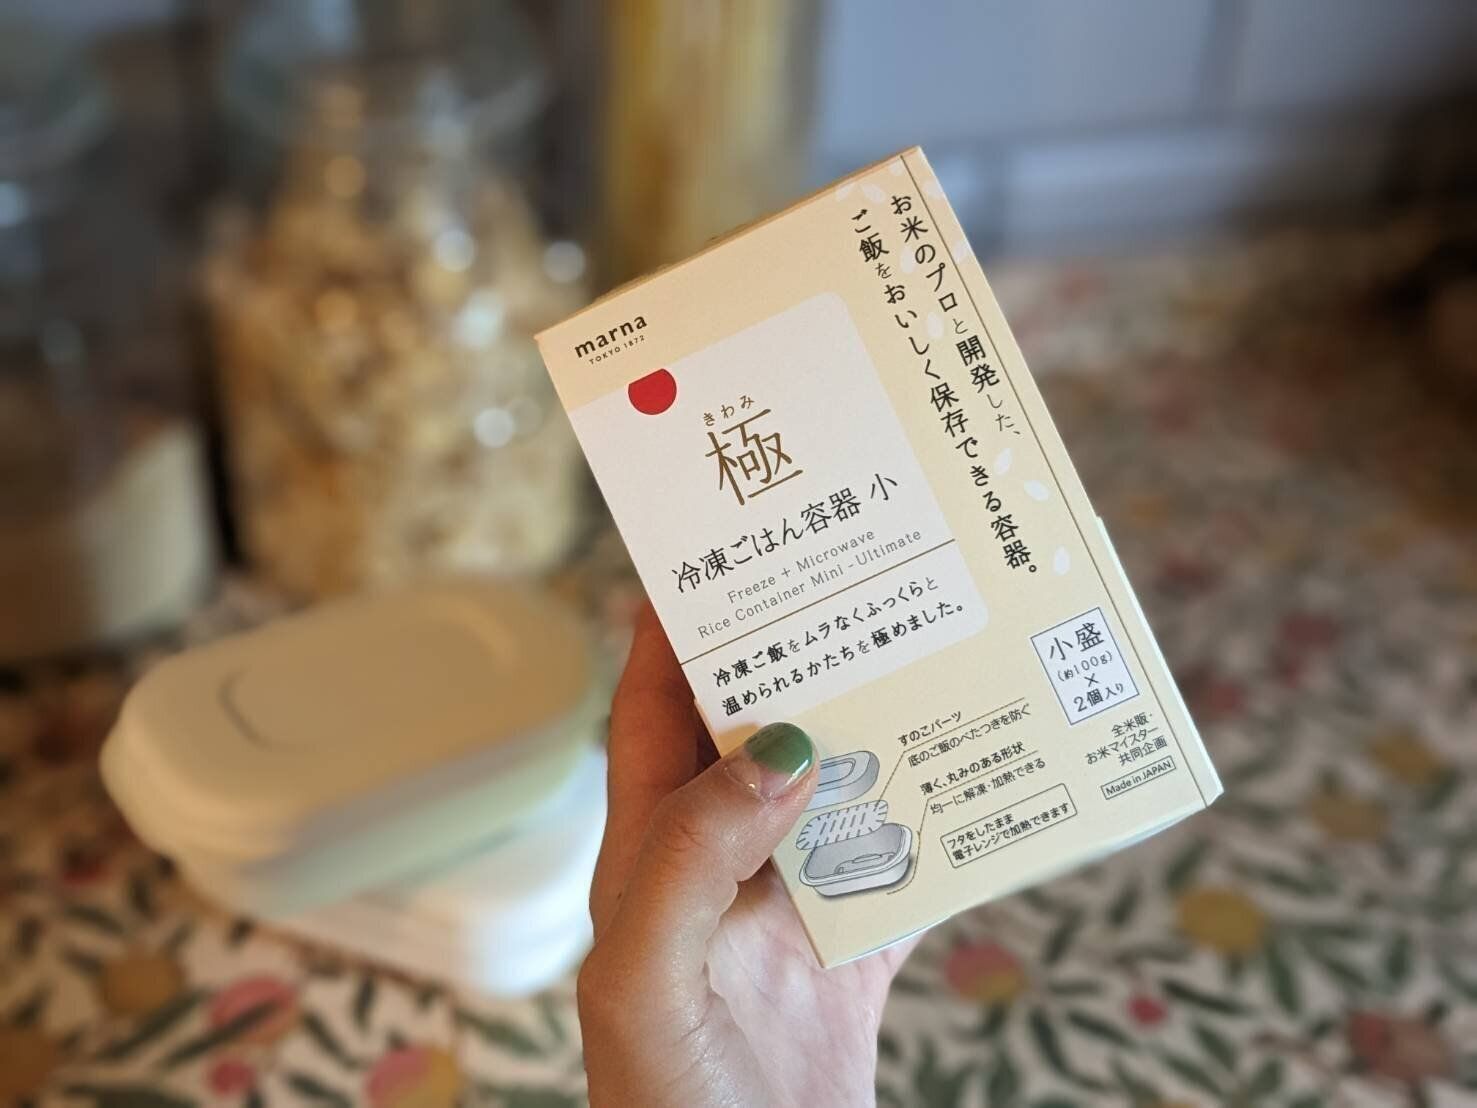 marna
TOKYO 1872
お米のプロと開発した、
ご飯をおいしく保存できる容器。
きわみ
極
冷凍ごはん容器 小
Freeze + Microwave
Rice Container Mini - Ultimate
冷凍ご飯をムラなくふっくらと
温められるかたちを極めました。
小盛
(約100g)
×
2個入り
全米販・
お米マイスター
共同企画
Made in JAPAN
すのこパーツ
底のご飯のべたつきを防ぐ
薄く、丸みのある形状
均一に解凍・加熱できる
フタをしたまま
電子レンジで加熱できます